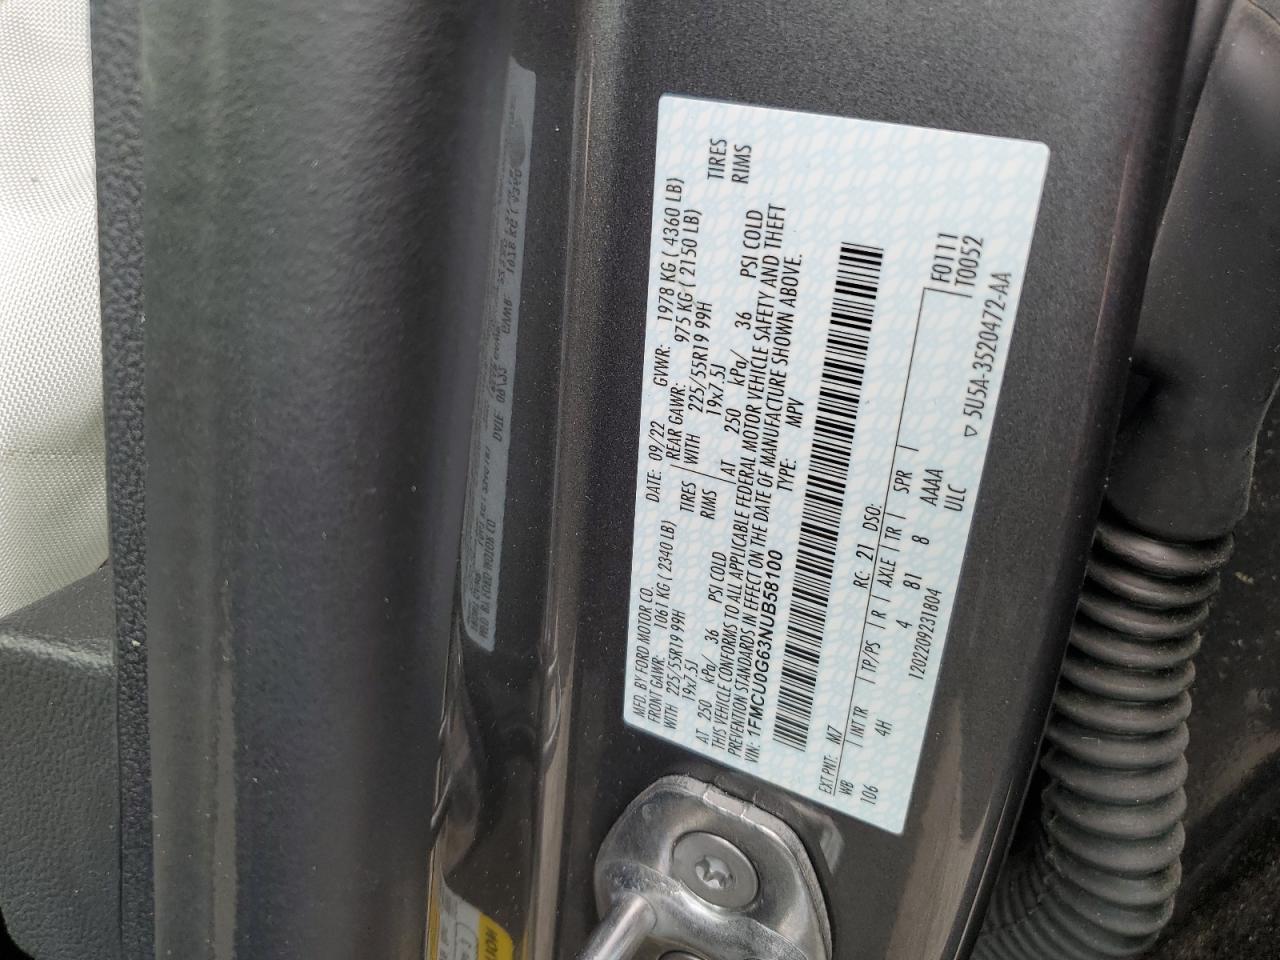 MFD. BY FORD MOTOR CO.
DATE: 09/22 GVWR: 1978 KG ( 4360 LB)
FRONT GAWR: 1061 KG ( 2340 LB) REAR GAWR: 975 KG ( 2150 LB)
WITH 225/55R19 99H TIRES WITH 225/55R19 99H TIRES
19x7.5J RIMS 19x7.5J RIMS
AT 250 kPa/ 36 PSI COLD AT 250 kPa/ 36 PSI COLD
THIS VEHICLE CONFORMS TO ALL APPLICABLE FEDERAL MOTOR VEHICLE SAFETY AND THEFT
PREVENTION STANDARDS IN EFFECT ON THE DATE OF MANUFACTURE SHOWN ABOVE.
VIN: 1FMCU0G63NUB58100 TYPE: MPV
EXT PNT: M7 RC: 21 DSO:
WB INT TR TP/PS R AXLE TR SPR
106 4H 4 B1 8 AAAA F0111
ULC T0052
1202209231804
5U5A-3520472-AA